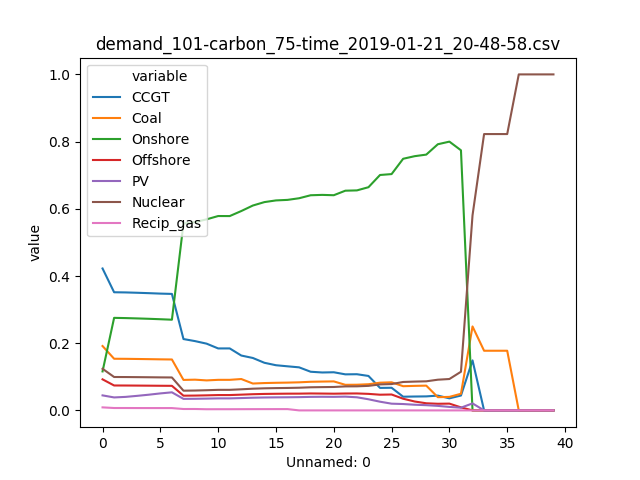 demand_101-carbon_75-time_2019-01-21_20-48-58.csv
variable
CCGT
Coal
Onshore
Offshore
PV
Nuclear
Recip_gas
value
1.0
0.8
0.6
0.4
0.2
0.0
0 5 10 15 20 25 30 35 40
Unnamed: 0